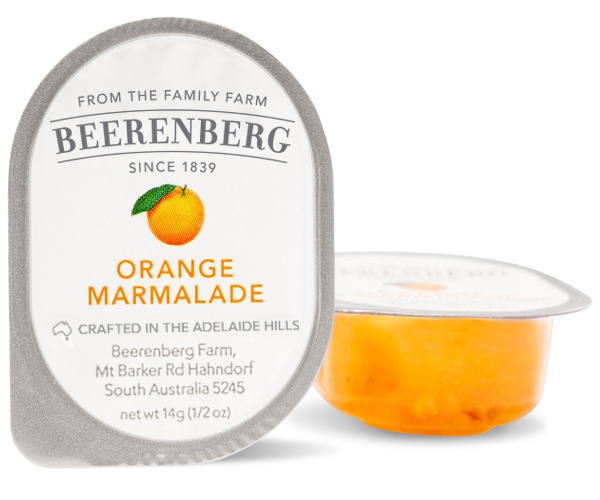 FROM THE FAMILY FARM
BEERENBERG
SINCE 1839
ORANGE
MARMALADE
CRAFTED IN THE ADELAIDE HILLS
Beerenberg Farm,
Mt Barker Rd Hahndorf
South Australia 5245
net wt 14g (1/2 oz)
BEERENBERG